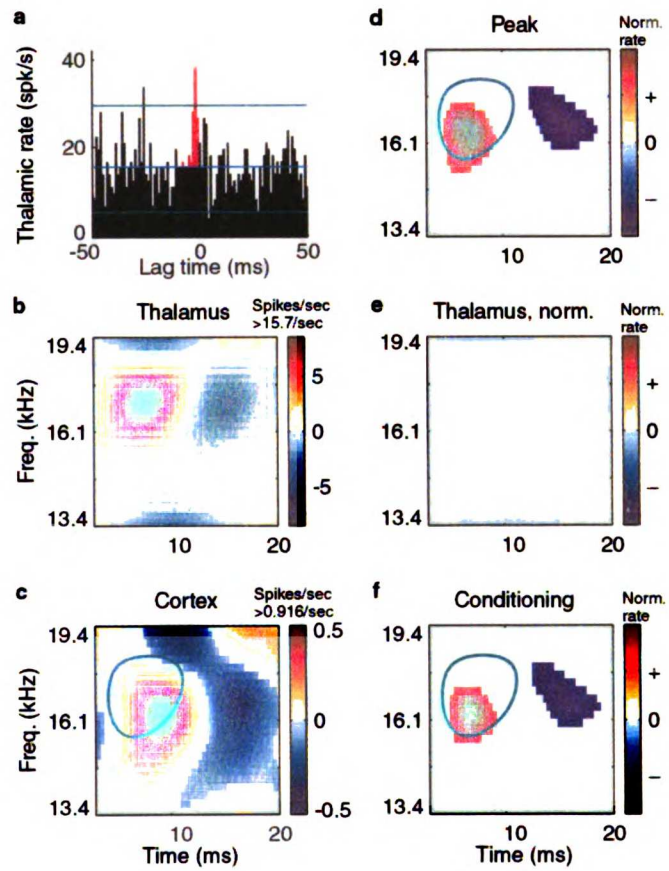 a
Thalamic rate (spk/s)
40
20
0
-50
0
50
Lag time (ms)
b
Thalamus
Spikes/sec
>15.7/sec
Freq. (kHz)
19.4
16.1
13.4
10
20
5
0
-5
c
Cortex
Spikes/sec
>0.916/sec
Freq. (kHz)
19.4
16.1
13.4
10
20
Time (ms)
0.5
0
-0.5
d
Peak
Norm.
rate
19.4
16.1
13.4
10
20
+
0
–
e
Thalamus, norm.
Norm.
rate
19.4
16.1
13.4
10
20
+
0
–
f
Conditioning
Norm.
rate
19.4
16.1
13.4
10
20
Time (ms)
+
0
–